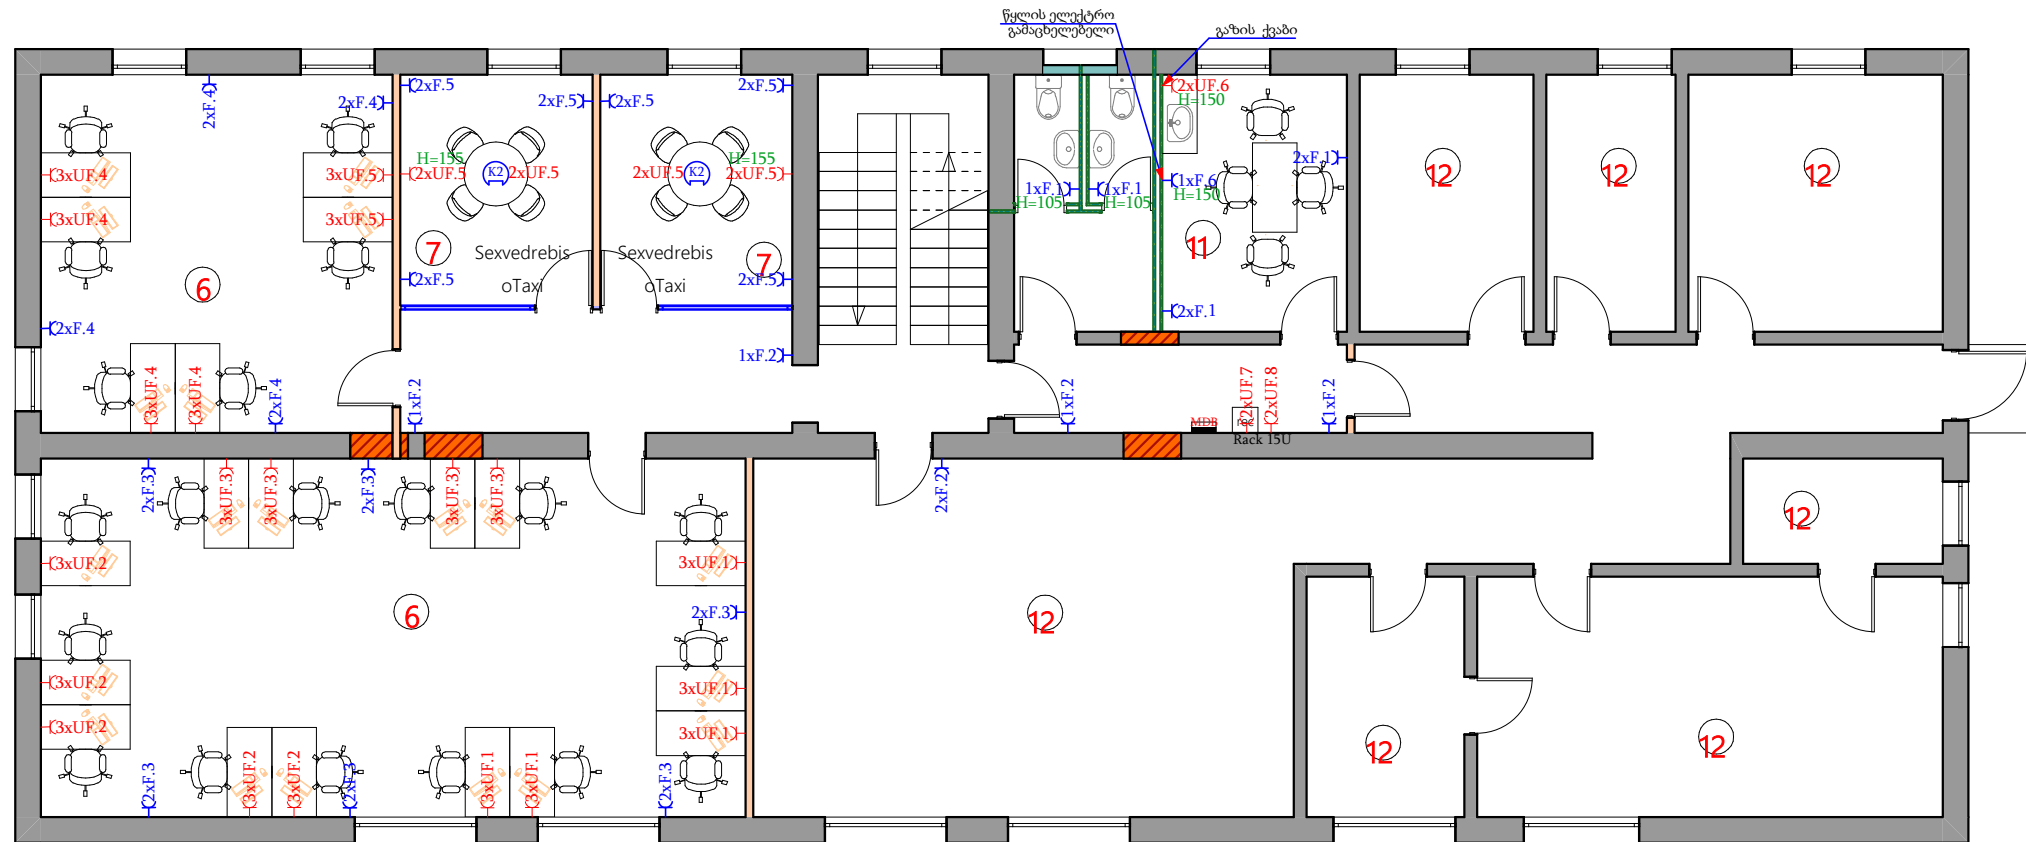 წყლის ელექტრო
გამაცხელებელი
გაზის ქვაბი
2xF.4
2xF.4
2xF.5
2xF.5
2xF.5
2xF.5
2xUF.6
H=150
3xUF.4
3xUF.5
H=155
2xUF.5
K2
2xUF.5
2xUF.5
K2
H=155
2xUF.5
2xF.1
12
12
12
3xUF.4
3xUF.5
1xF.1
H=105
1xF.1
H=105
1xF.6
H=150
11
7
Sexvedrebis
oTaxi
Sexvedrebis
oTaxi
7
6
2xF.5
2xF.5
2xF.4
2xF.1
1xF.2
3xUF.4
3xUF.4
2xF.4
1xF.2
1xF.2
MDB
rec
2xUF.7
2xUF.8
Rack 15U
1xF.2
2xF.3
3xUF.3
3xUF.3
2xF.3
3xUF.3
3xUF.3
2xF.2
12
3xUF.2
3xUF.1
6
2xF.3
12
3xUF.2
3xUF.1
3xUF.2
3xUF.1
12
12
2xF.3
3xUF.2
3xUF.2
2xF.3
3xUF.1
3xUF.1
2xF.3